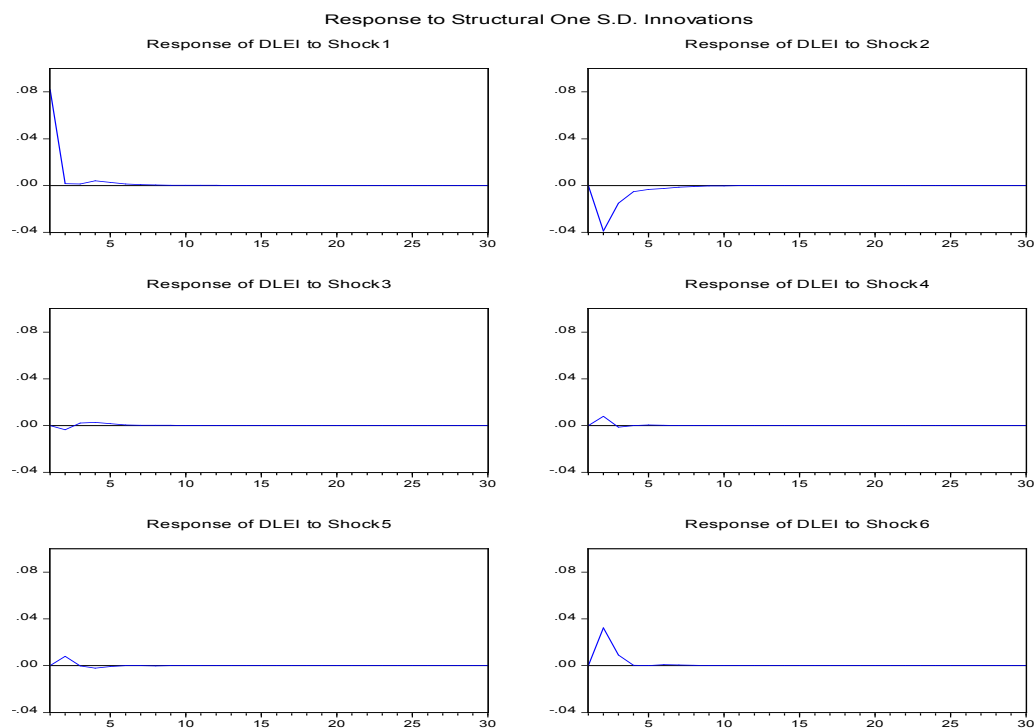 Response to Structural One S.D. Innovations
Response of DLEI to Shock1
.08
.04
.00
-.04
5 10 15 20 25 30
Response of DLEI to Shock2
.08
.04
.00
-.04
5 10 15 20 25 30
Response of DLEI to Shock3
.08
.04
.00
-.04
5 10 15 20 25 30
Response of DLEI to Shock4
.08
.04
.00
-.04
5 10 15 20 25 30
Response of DLEI to Shock5
.08
.04
.00
-.04
5 10 15 20 25 30
Response of DLEI to Shock6
.08
.04
.00
-.04
5 10 15 20 25 30